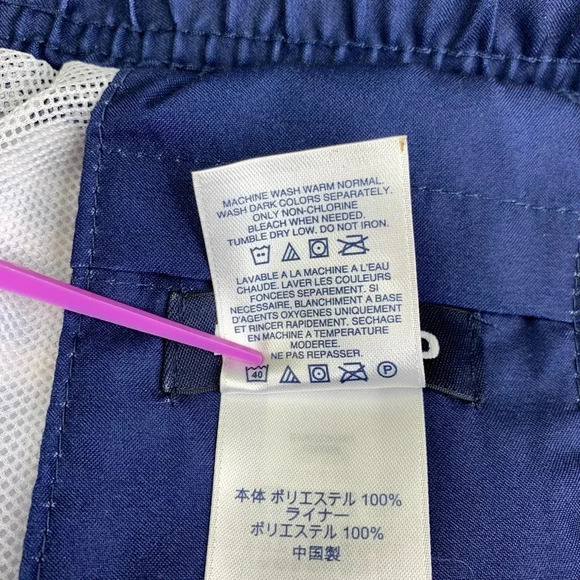 MACHINE WASH WARM NORMAL.
WASH DARK COLORS SEPARATELY.
ONLY NON-CHLORINE
BLEACH WHEN NEEDED.
TUMBLE DRY LOW. DO NOT IRON.
LAVABLE A LA MACHINE A L'EAU
CHAUDE. LAVER LES COULEURS
FONCEES SEPAREMENT. SI
NECESSAIRE, BLANCHIMENT A BASE
D'AGENTS OXYGENES UNIQUEMENT
ET RINCER RAPIDEMENT. SECHAGE
EN MACHINE A TEMPERATURE
MODEREE.
NE PAS REPASSER.
40 P
本体 ポリエステル 100%
ライナー
ポリエステル 100%
中国製